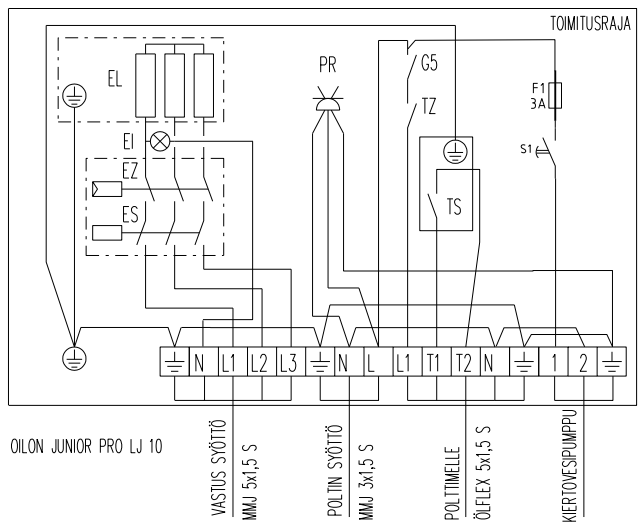 TOIMITUSRAJA
EL
PR
G5
F1
3A
TZ
EI
S1
EZ
TS
ES
N L1 L2 L3 N L L1 T1 T2 N 1 2
OILON JUNIOR PRO LJ 10
VASTUS SYÖTTÖ
MMJ 5x1,5 S
POLTIN SYÖTTÖ
MMJ 3x1,5 S
POLTTIMELLE
ÖLFLEX 5x1,5 S
KIERTOVESIPUMPPU